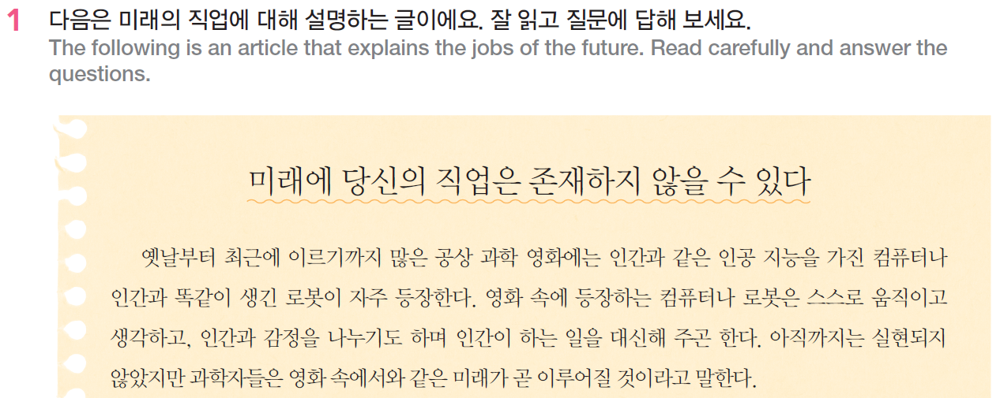 1 다음은 미래의 직업에 대해 설명하는 글이에요. 잘 읽고 질문에 답해 보세요.
The following is an article that explains the jobs of the future. Read carefully and answer the
questions.
미래에 당신의 직업은 존재하지 않을 수 있다
옛날부터 최근에 이르기까지 많은 공상 과학 영화에는 인간과 같은 인공 지능을 가진 컴퓨터나
인간과 똑같이 생긴 로봇이 자주 등장한다. 영화 속에 등장하는 컴퓨터나 로봇은 스스로 움직이고
생각하고, 인간과 감정을 나누기도 하며 인간이 하는 일을 대신해 주곤 한다. 아직까지는 실현되지
않았지만 과학자들은 영화 속에서와 같은 미래가 곧 이루어질 것이라고 말한다.